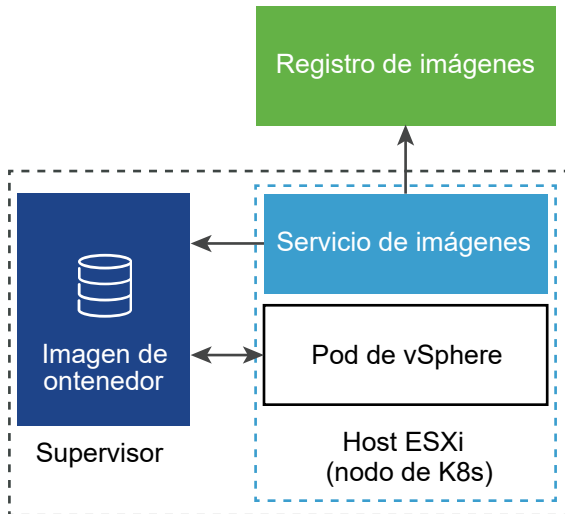 Registro de imágenes
Servicio de imágenes
Imagen de
ontenedor
Pod de vSphere
Supervisor
Host ESXi
(nodo de K8s)